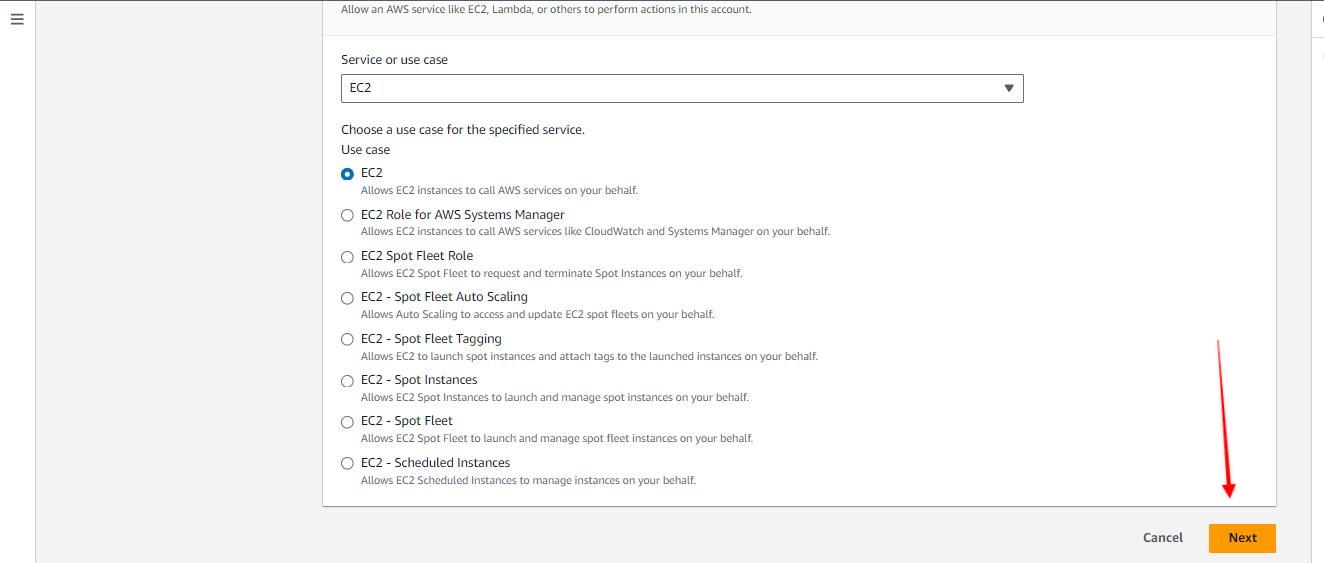 Allow an AWS service like EC2, Lambda, or others to perform actions in this account.
Service or use case
EC2
Choose a use case for the specified service.
Use case
EC2
Allows EC2 instances to call AWS services on your behalf.
EC2 Role for AWS Systems Manager
Allows EC2 instances to call AWS services like CloudWatch and Systems Manager on your behalf.
EC2 Spot Fleet Role
Allows EC2 Spot Fleet to request and terminate Spot Instances on your behalf.
EC2 - Spot Fleet Auto Scaling
Allows Auto Scaling to access and update EC2 spot fleets on your behalf.
EC2 - Spot Fleet Tagging
Allows EC2 to launch spot instances and attach tags to the launched instances on your behalf.
EC2 - Spot Instances
Allows EC2 Spot Instances to launch and manage spot instances on your behalf.
EC2 - Spot Fleet
Allows EC2 Spot Fleet to launch and manage spot fleet instances on your behalf.
EC2 - Scheduled Instances
Allows EC2 Scheduled Instances to manage instances on your behalf.
Cancel Next